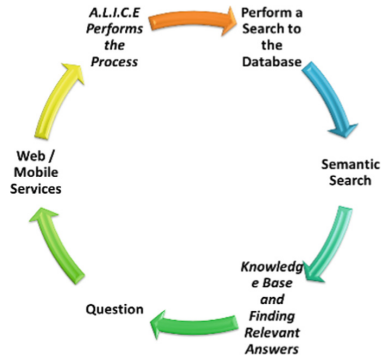 A.L.I.C.E
Performs
the
Process
Perform a
Search to
the
Database
Semantic
Search
Knowledg
e Base
and
Finding
Relevant
Answers
Question
Web /
Mobile
Services